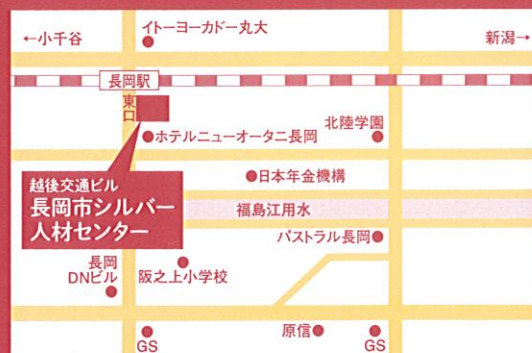 ←小千谷
イトーヨーカドー丸大
新潟→
長岡駅
東口
ホテルニューオータニ長岡
北陸学園
日本年金機構
越後交通ビル
長岡市シルバー
人材センター
福島江用水
パストラル長岡
長岡
DNビル
阪之上小学校
原信
GS
GS